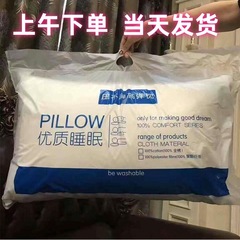 上午下单 当天发货
PILLOW
优质睡眠
only for making good dream
100% COMFORT SERIES
range of products
CLOTH MATERIAL
be washable